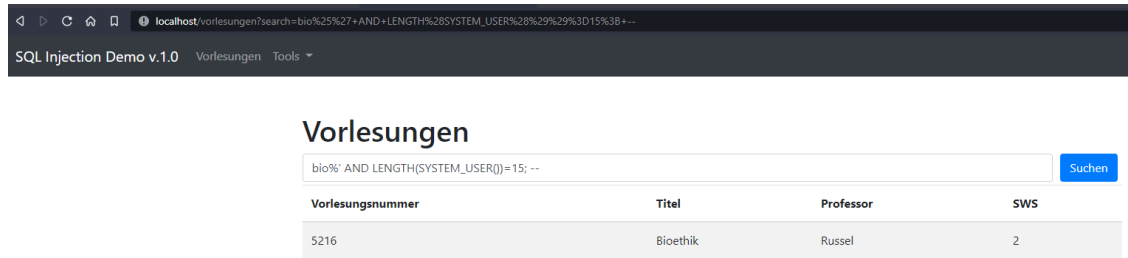 localhost/vorlesungen?search=bio%25%27+AND+LENGTH%28SYSTEM_USER%28%29%29%3D15%3B+--
SQL Injection Demo v.1.0 Vorlesungen Tools
Vorlesungen
bio%' AND LENGTH(SYSTEM_USER())=15; -- Suchen
Vorlesungsnummer Titel Professor SWS
5216 Bioethik Russel 2